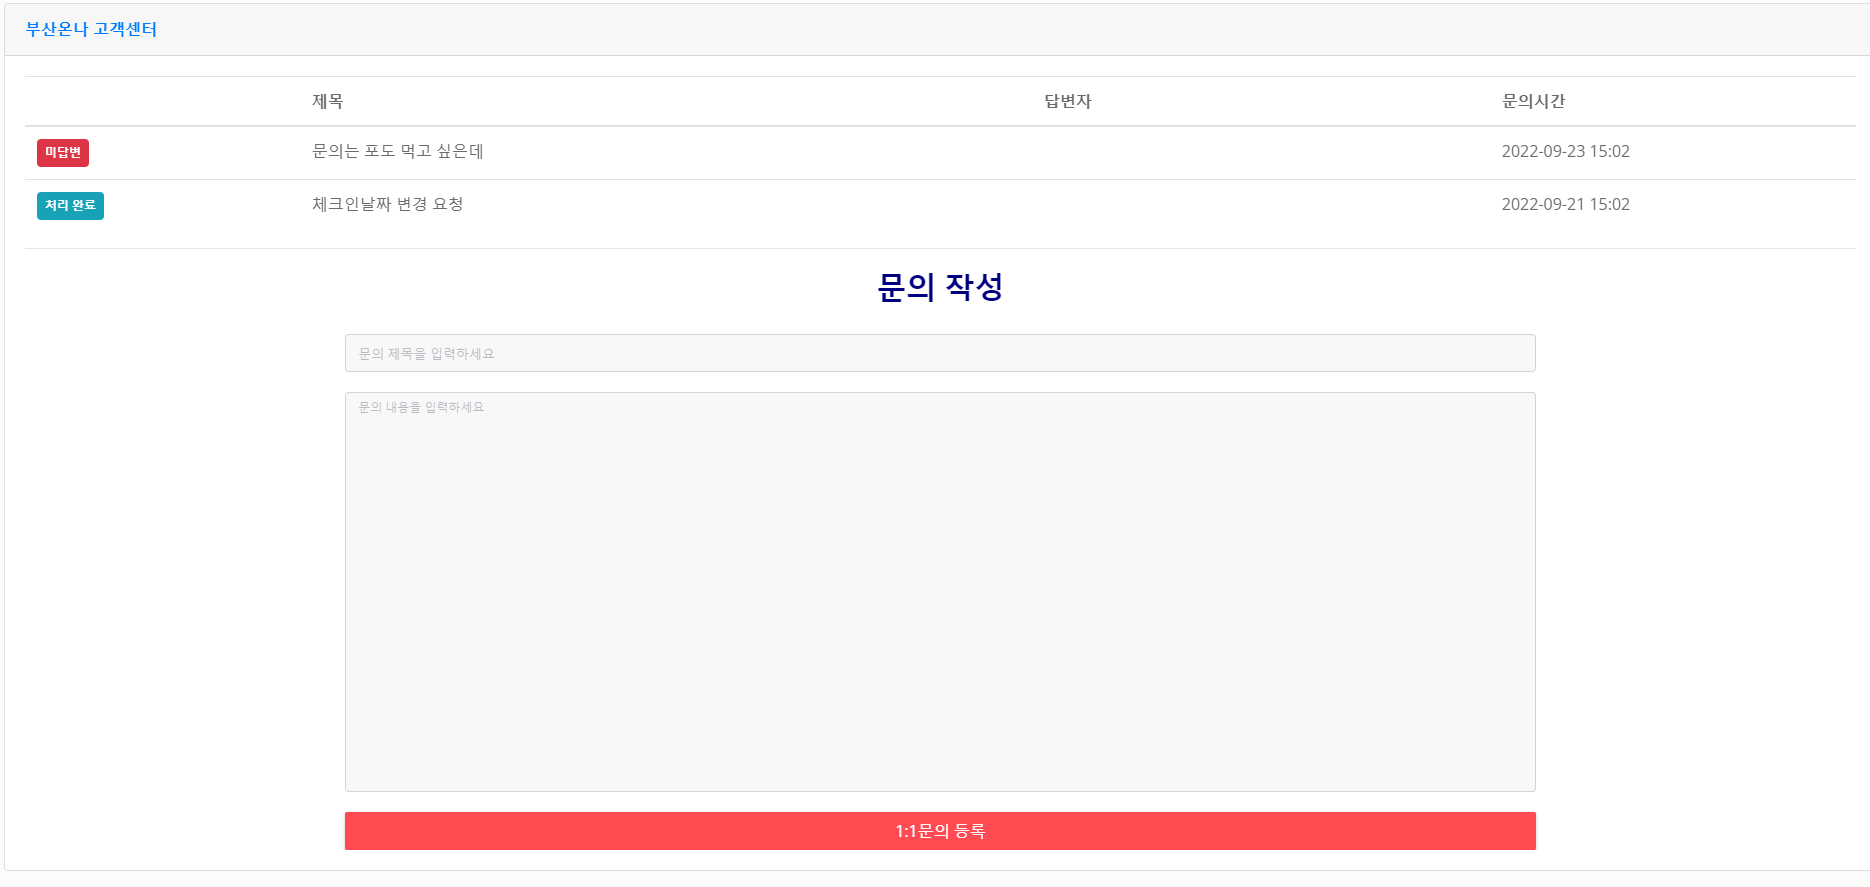 부산온나 고객센터
제목 답변자 문의시간
미답변 문의는 포도 먹고 싶은데 2022-09-23 15:02
처리 완료 체크인날짜 변경 요청 2022-09-21 15:02
문의 작성
문의 제목을 입력하세요
문의 내용을 입력하세요
1:1문의 등록